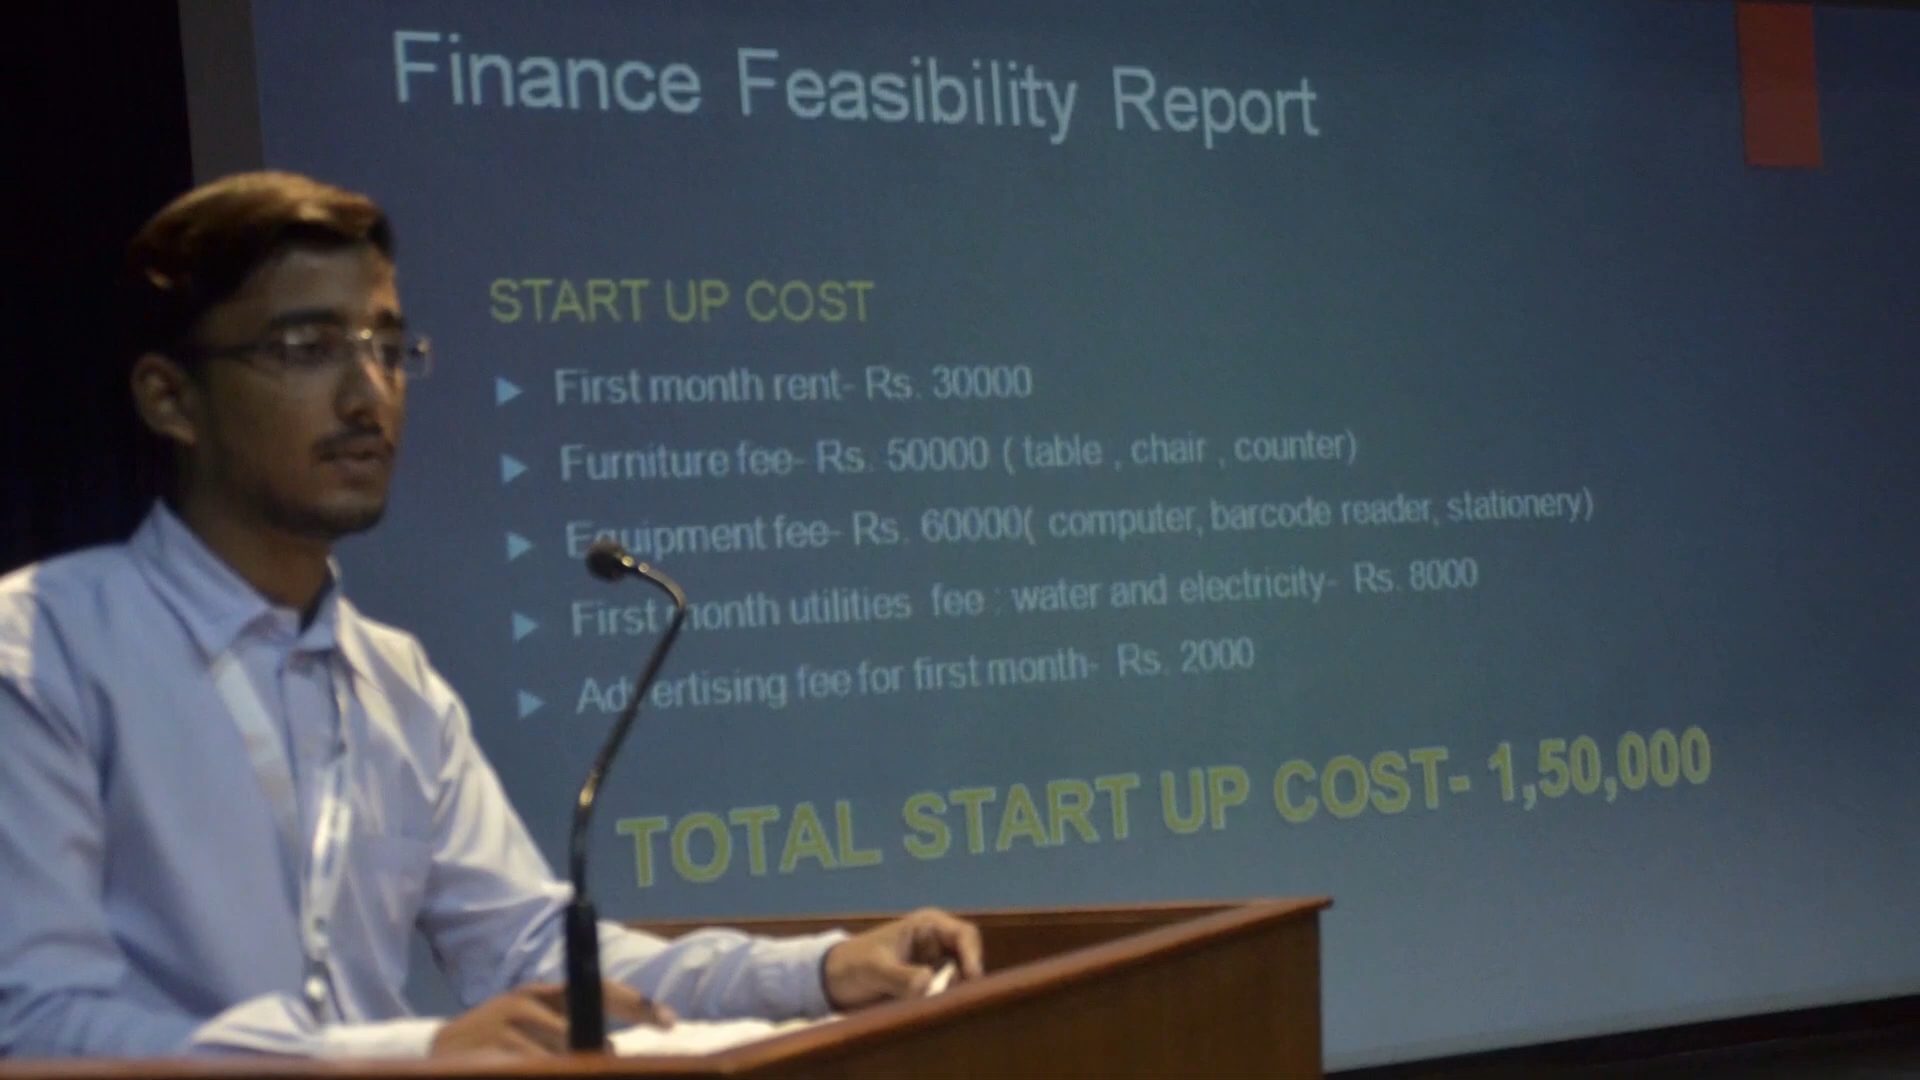 Finance Feasibility Report
START UP COST
First month rent- Rs. 30000
Furniture fee- Rs. 50000 ( table , chair , counter)
Equipment fee- Rs. 60000( computer, barcode reader, stationery)
First month utilities fee : water and electricity- Rs. 8000
Advertising fee for first month- Rs. 2000
TOTAL START UP COST- 1,50,000